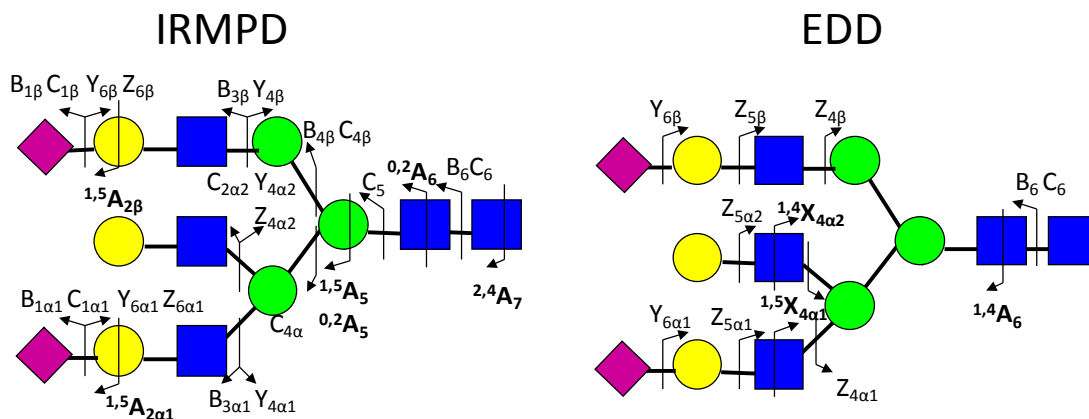 IRMPD
EDD
B1β C1β Y6β Z6β
B3β Y4β
B4β C4β
C2α2 Y4α2
1,5A2β
Z4α2
C5
0,2A6
B6 C6
1,5A5
0,2A5
2,4A7
C4α
B1α1 C1α1 Y6α1 Z6α1
1,5A2α1
B3α1 Y4α1
Y6β
Z5β
Z4β
Z5α2
1,4X4α2
B6 C6
1,5X4α1
1,4A6
Y6α1
Z5α1
Z4α1